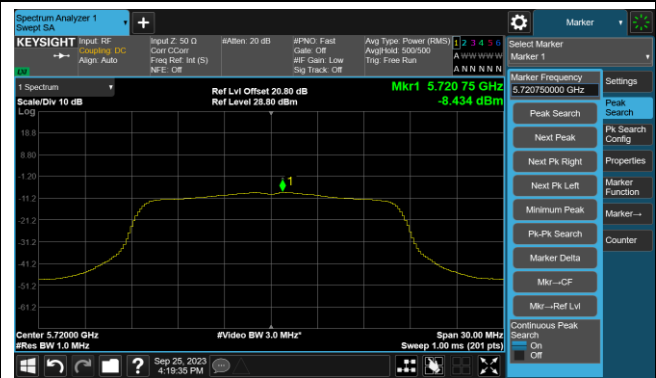 Spectrum Analyzer 1
Swept SA
Marker
KEYSIGHT
Input: RF
Coupling: DC
Align: Auto
Input Z: 50 Ω
Corr CCorr
Freq Ref: Int (S)
NFE: Off
#Atten: 20 dB
#PNO: Fast
Gate: Off
#IF Gain: Low
Sig Track: Off
Avg Type: Power (RMS)
Avg|Hold: 500/500
Trig: Free Run
1 2 3 4 5 6
A W W W W W
A N N N N N
Select Marker
Marker 1
1 Spectrum
Scale/Div 10 dB
Log
Ref Lvl Offset 20.80 dB
Ref Level 28.80 dBm
Mkr1 5.720 75 GHz
-8.434 dBm
18.8
8.80
-1.20
-11.2
-21.2
-31.2
-41.2
-51.2
-61.2
1
Center 5.72000 GHz
#Res BW 1.0 MHz
#Video BW 3.0 MHz*
Span 30.00 MHz
Sweep 1.00 ms (201 pts)
Marker Frequency
5.720750000 GHz
Peak Search
Next Peak
Next Pk Right
Next Pk Left
Minimum Peak
Pk-Pk Search
Marker Delta
Mkr→CF
Mkr→Ref Lvl
Continuous Peak
Search
On
Off
Settings
Peak
Search
Pk Search
Config
Properties
Marker
Function
Marker→
Counter
Sep 25, 2023
4:19:35 PM